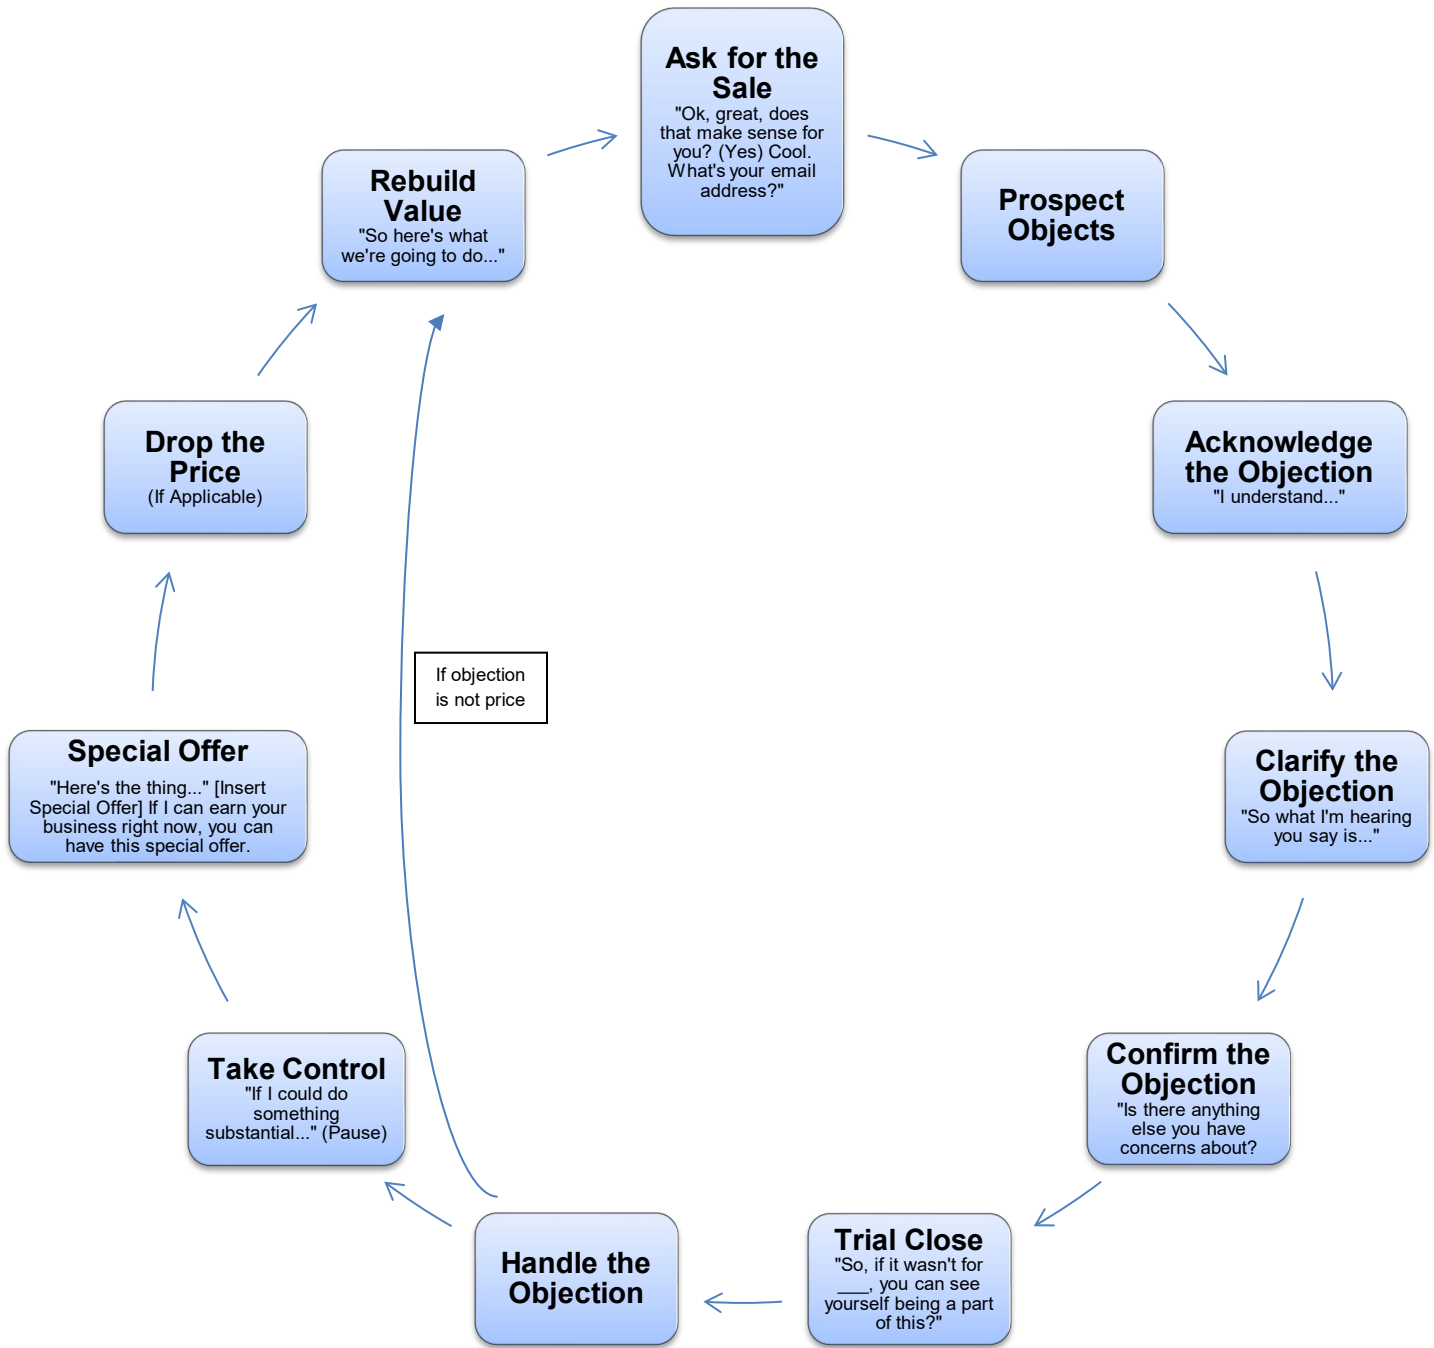 Ask for the
Sale
"Ok, great, does
that make sense for
you? (Yes) Cool.
What's your email
address?"
Prospect
Objects
Acknowledge
the Objection
"I understand..."
Clarify the
Objection
"So what I'm hearing
you say is..."
Confirm the
Objection
"Is there anything
else you have
concerns about?
Trial Close
"So, if it wasn't for
___, you can see
yourself being a part
of this?"
Handle the
Objection
If objection
is not price
Take Control
"If I could do
something
substantial..." (Pause)
Special Offer
"Here's the thing..." [Insert
Special Offer] If I can earn your
business right now, you can
have this special offer.
Drop the
Price
(If Applicable)
Rebuild
Value
"So here's what
we're going to do..."